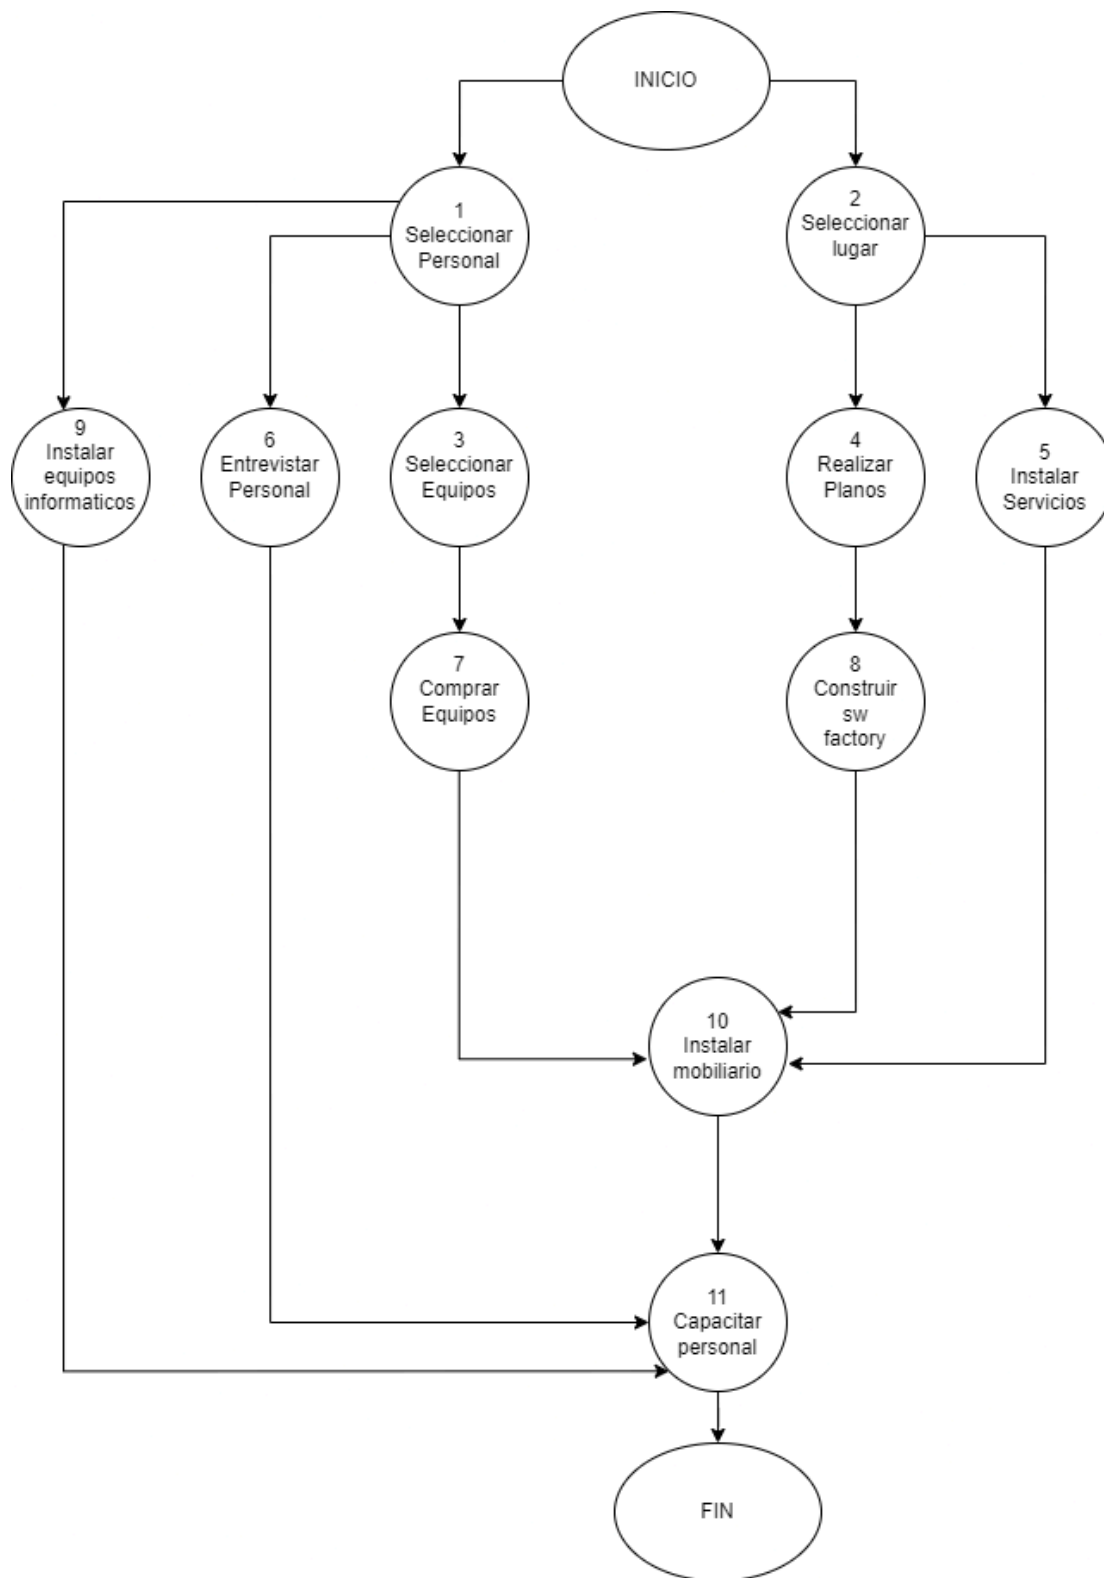 INICIO
1
Seleccionar
Personal
2
Seleccionar
lugar
9
Instalar
equipos
informaticos
6
Entrevistar
Personal
3
Seleccionar
Equipos
4
Realizar
Planos
5
Instalar
Servicios
7
Comprar
Equipos
8
Construir
sw
factory
10
Instalar
mobiliario
11
Capacitar
personal
FIN